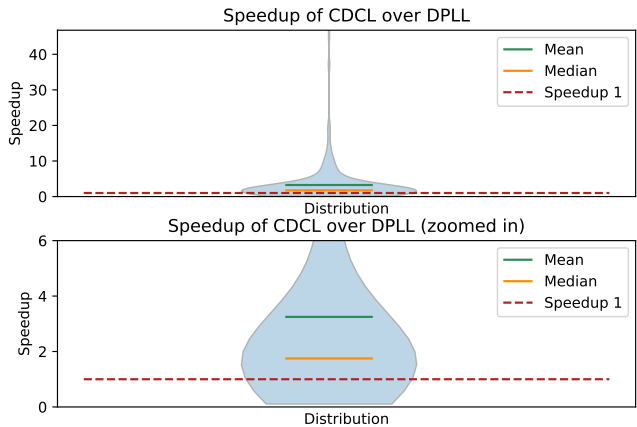 Speedup of CDCL over DPLL
40
30
20
10
0
Speedup
Mean
Median
Speedup 1
Distribution
Speedup of CDCL over DPLL (zoomed in)
6
4
2
0
Speedup
Mean
Median
Speedup 1
Distribution